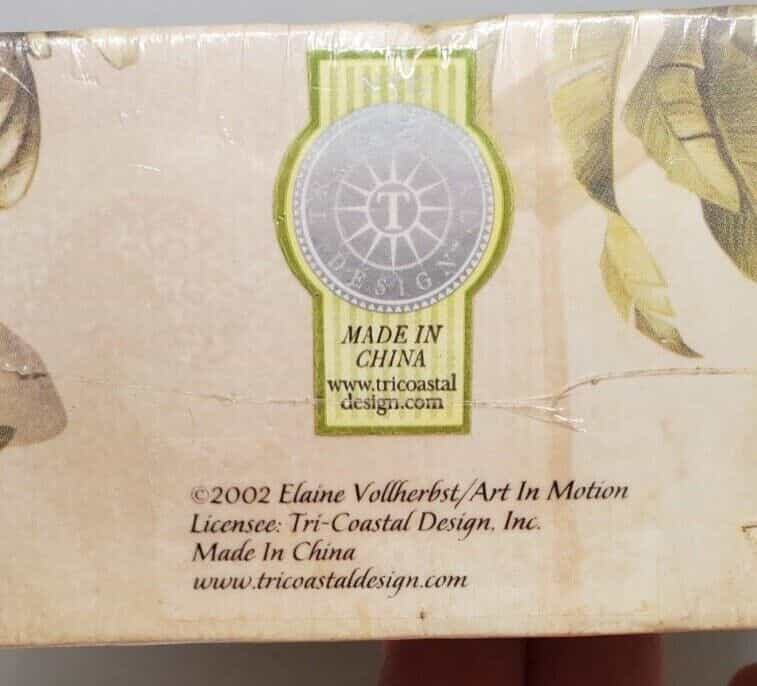 T
DESIGN
MADE IN
CHINA
www.tricoastal
design.com
©2002 Elaine Vollherbst/Art In Motion
Licensee: Tri-Coastal Design, Inc.
Made In China
www.tricoastaldesign.com